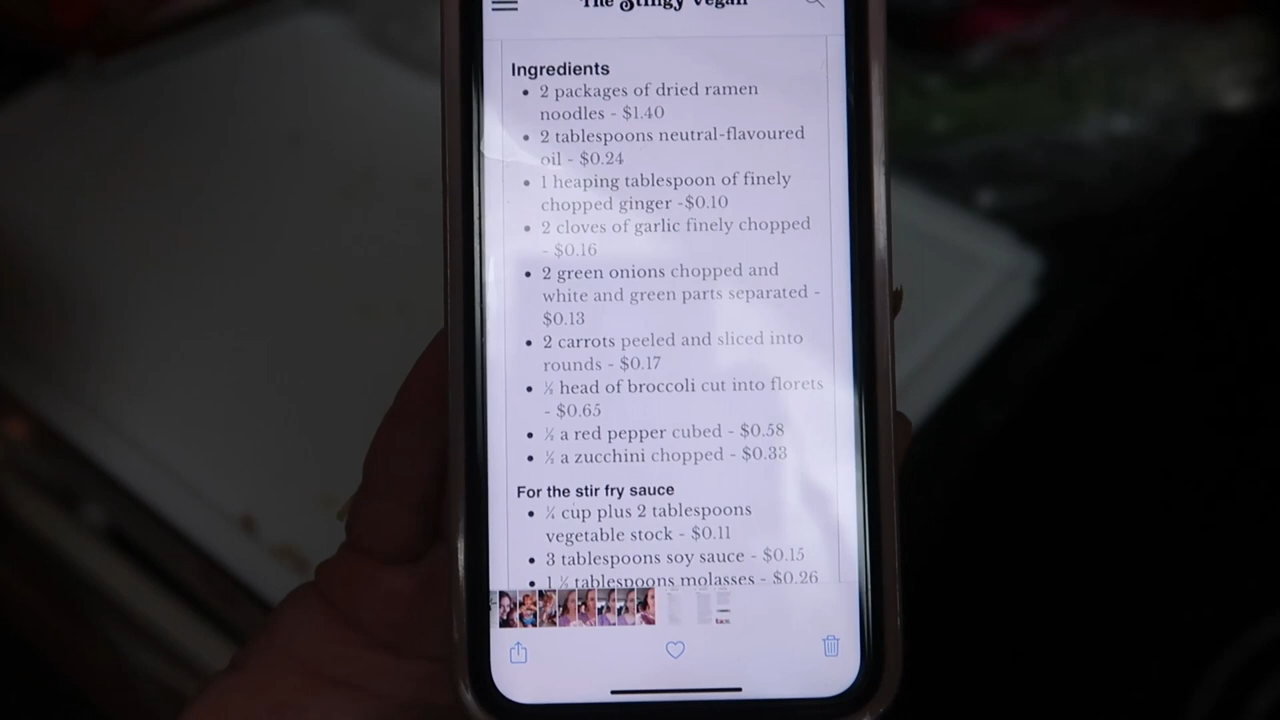 The Stingy Vegan
Ingredients
• 2 packages of dried ramen
noodles - $1.40
• 2 tablespoons neutral-flavoured
oil - $0.24
• 1 heaping tablespoon of finely
chopped ginger -$0.10
• 2 cloves of garlic finely chopped
- $0.16
• 2 green onions chopped and
white and green parts separated -
$0.13
• 2 carrots peeled and sliced into
rounds - $0.17
• ½ head of broccoli cut into florets
- $0.65
• ½ a red pepper cubed - $0.58
• ½ a zucchini chopped - $0.33
For the stir fry sauce
• ¼ cup plus 2 tablespoons
vegetable stock - $0.11
• 3 tablespoons soy sauce - $0.15
• 1 ½ tablespoons molasses - $0.26